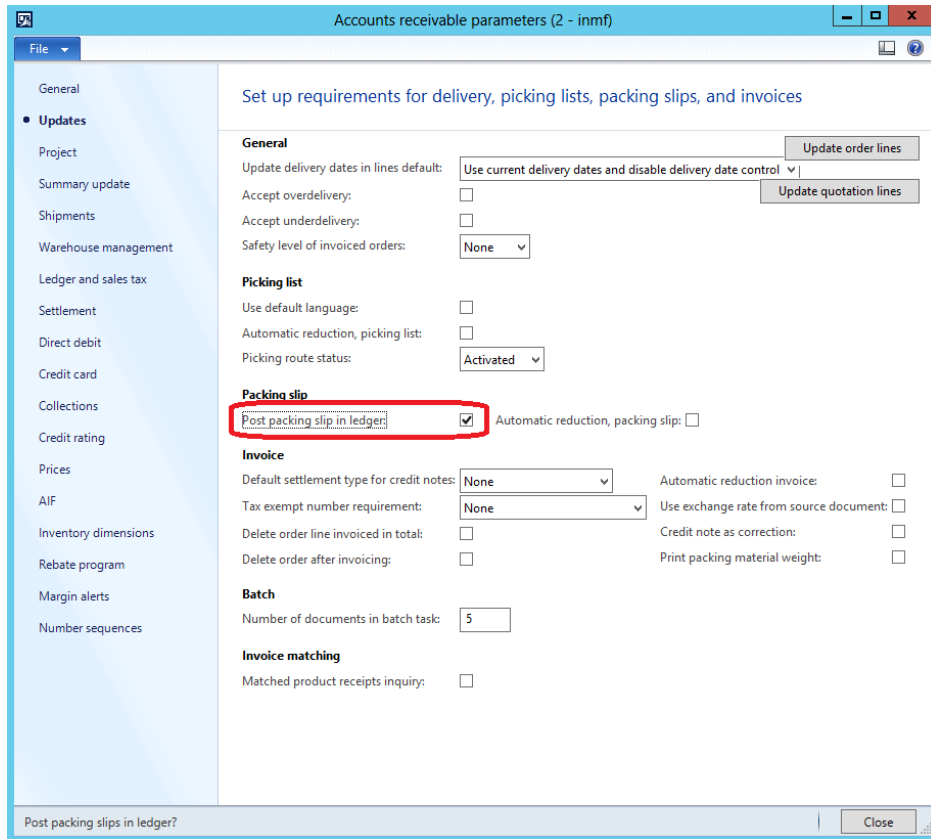 Accounts receivable parameters (2 - inmf)
File
General
Updates
Project
Summary update
Shipments
Warehouse management
Ledger and sales tax
Settlement
Direct debit
Credit card
Collections
Credit rating
Prices
AIF
Inventory dimensions
Rebate program
Margin alerts
Number sequences
Set up requirements for delivery, picking lists, packing slips, and invoices
General
Update order lines
Update delivery dates in lines default: Use current delivery dates and disable delivery date control
Update quotation lines
Accept overdelivery:
Accept underdelivery:
Safety level of invoiced orders: None
Picking list
Use default language:
Automatic reduction, picking list:
Picking route status: Activated
Packing slip
Post packing slip in ledger: Automatic reduction, packing slip:
Invoice
Default settlement type for credit notes: None Automatic reduction invoice:
Tax exempt number requirement: None Use exchange rate from source document:
Delete order line invoiced in total: Credit note as correction:
Delete order after invoicing: Print packing material weight:
Batch
Number of documents in batch task: 5
Invoice matching
Matched product receipts inquiry:
Post packing slips in ledger?
Close